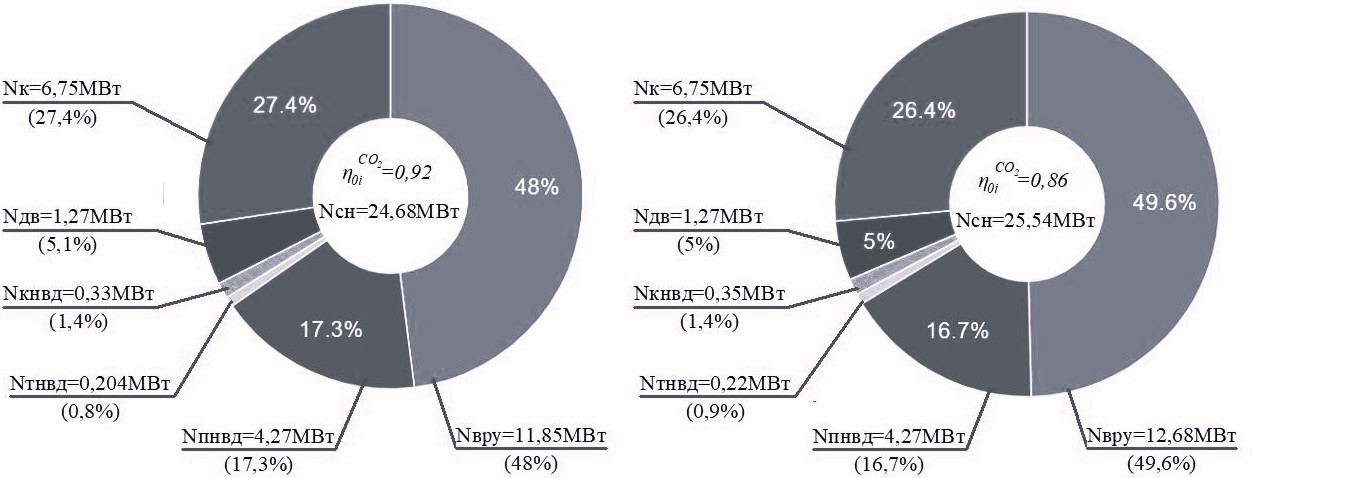 Nк=6,75МВт
(27,4%)
27.4%
48%
η0i^CO2=0,92
Nсн=24,68МВт
Nдв=1,27МВт
(5,1%)
Nкнвд=0,33МВт
(1,4%)
17.3%
Nтнвд=0,204МВт
(0,8%)
Nпнвд=4,27МВт
(17,3%)
Nвру=11,85МВт
(48%)
Nк=6,75МВт
(26,4%)
26.4%
49.6%
η0i^CO2=0,86
Nсн=25,54МВт
Nдв=1,27МВт
(5%)
5%
Nкнвд=0,35МВт
(1,4%)
16.7%
Nтнвд=0,22МВт
(0,9%)
Nпнвд=4,27МВт
(16,7%)
Nвру=12,68МВт
(49,6%)